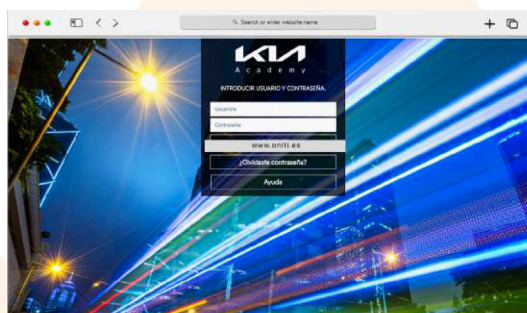 Search or enter website name
KIA
Academy
INTRODUCIR USUARIO Y CONTRASEÑA.
Usuario
Contraseña
www.oniti.es
¿Olvidaste contraseña?
Ayuda